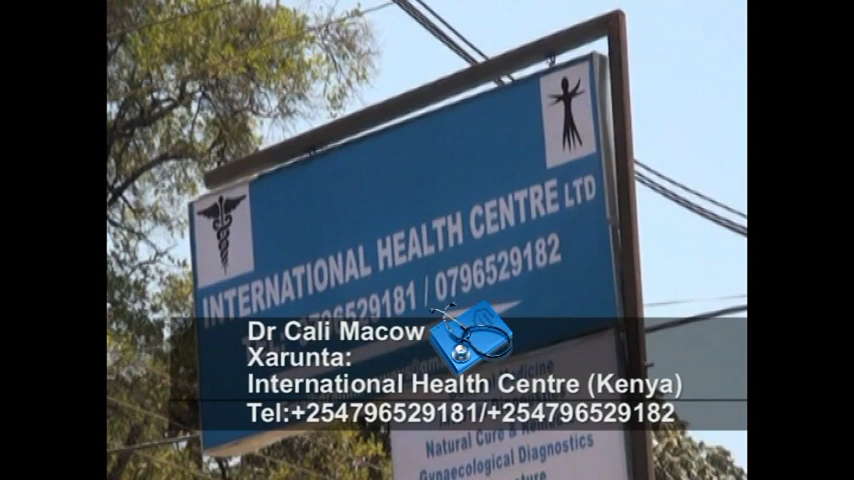 INTERNATIONAL HEALTH CENTRE LTD
0796529181 / 0796529182
Dr Cali Macow
Xarunta:
International Health Centre (Kenya)
Tel:+254796529181/+254796529182
Natural Cure &
Gynaecological Diagnostics